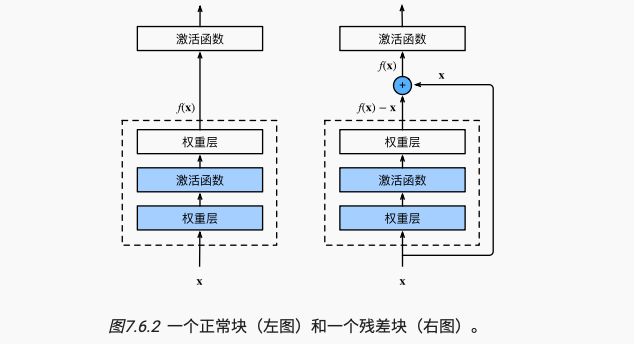 激活函数
f(x)
权重层
激活函数
权重层
x
激活函数
f(x)
+
x
f(x) − x
权重层
激活函数
权重层
x
图7.6.2 一个正常块（左图）和一个残差块（右图）。